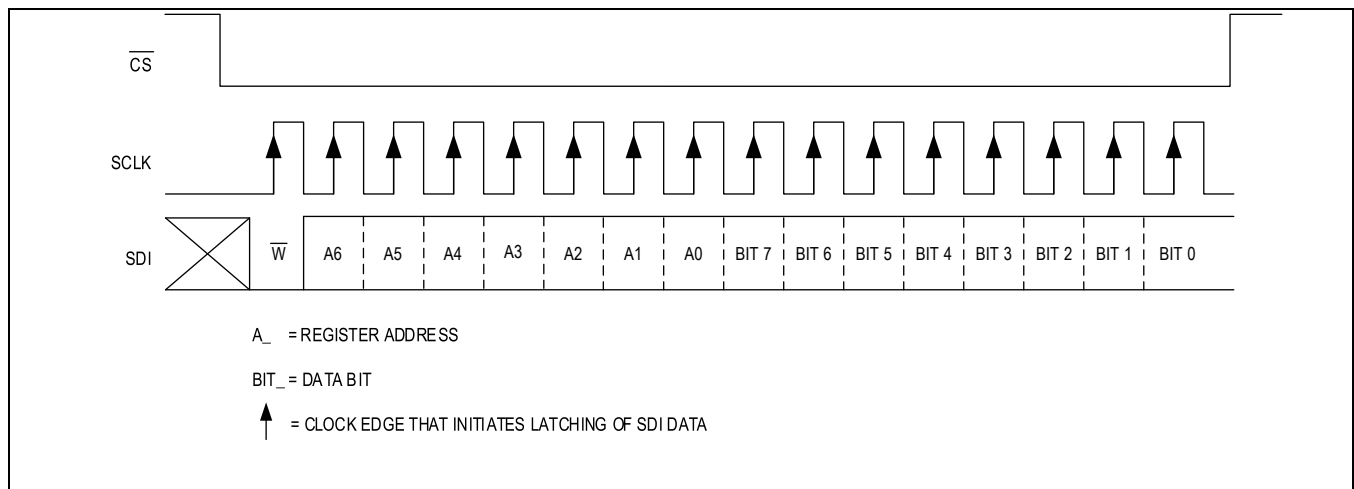 C̅S̅
SCLK
SDI W̅ A6 A5 A4 A3 A2 A1 A0 BIT 7 BIT 6 BIT 5 BIT 4 BIT 3 BIT 2 BIT 1 BIT 0
A_ = REGISTER ADDRESS
BIT_ = DATA BIT
= CLOCK EDGE THAT INITIATES LATCHING OF SDI DATA